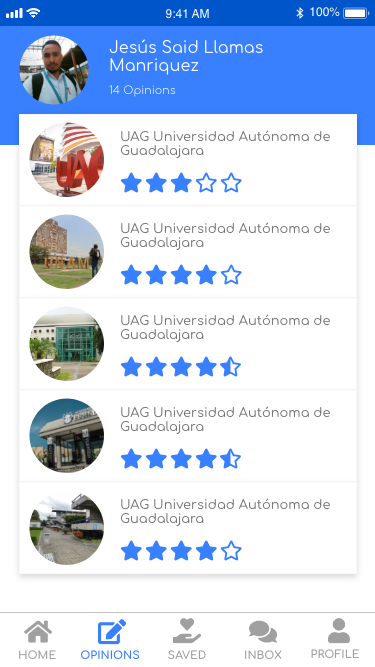 9:41 AM
100%
Jesús Said Llamas
Manriquez
14 Opinions
UAG Universidad Autónoma de
Guadalajara
UAG Universidad Autónoma de
Guadalajara
UAG Universidad Autónoma de
Guadalajara
UAG Universidad Autónoma de
Guadalajara
UAG Universidad Autónoma de
Guadalajara
HOME
OPINIONS
SAVED
INBOX
PROFILE